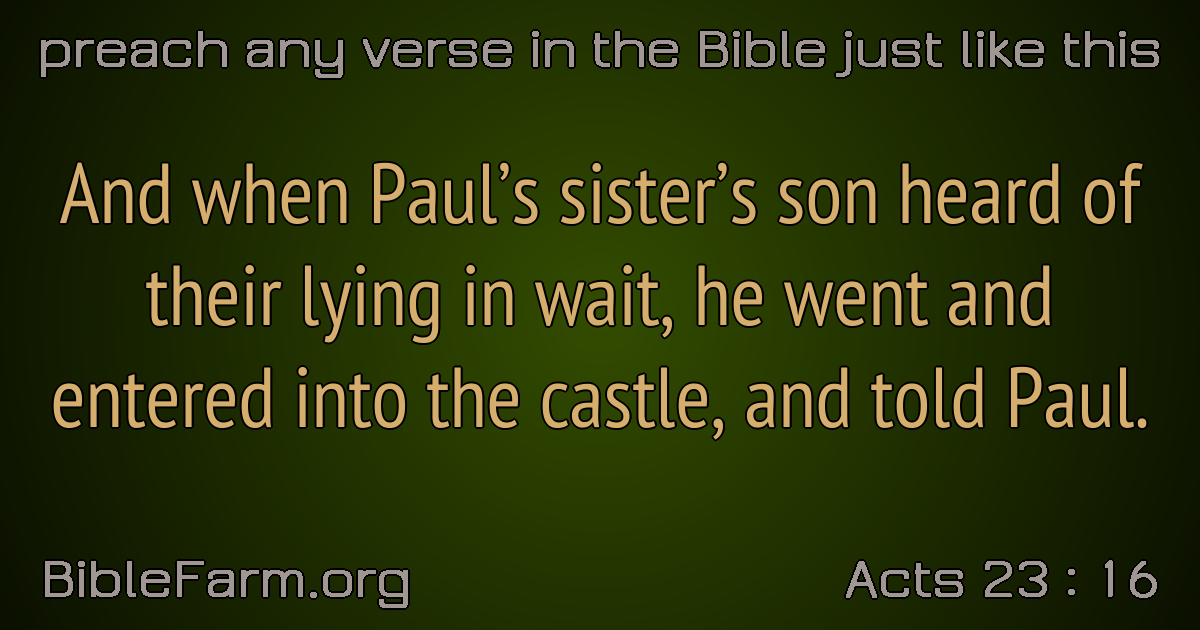 preach any verse in the Bible just like this
And when Paul’s sister’s son heard of
their lying in wait, he went and
entered into the castle, and told Paul.
BibleFarm.org
Acts 23 : 16